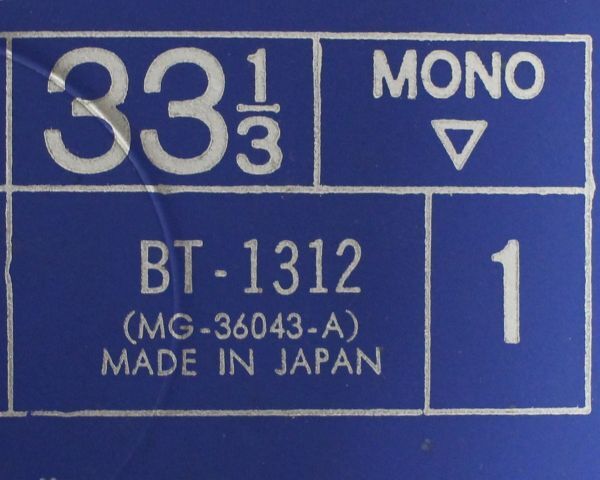 33 1/3
MONO
BT-1312
1
(MG-36043-A)
MADE IN JAPAN